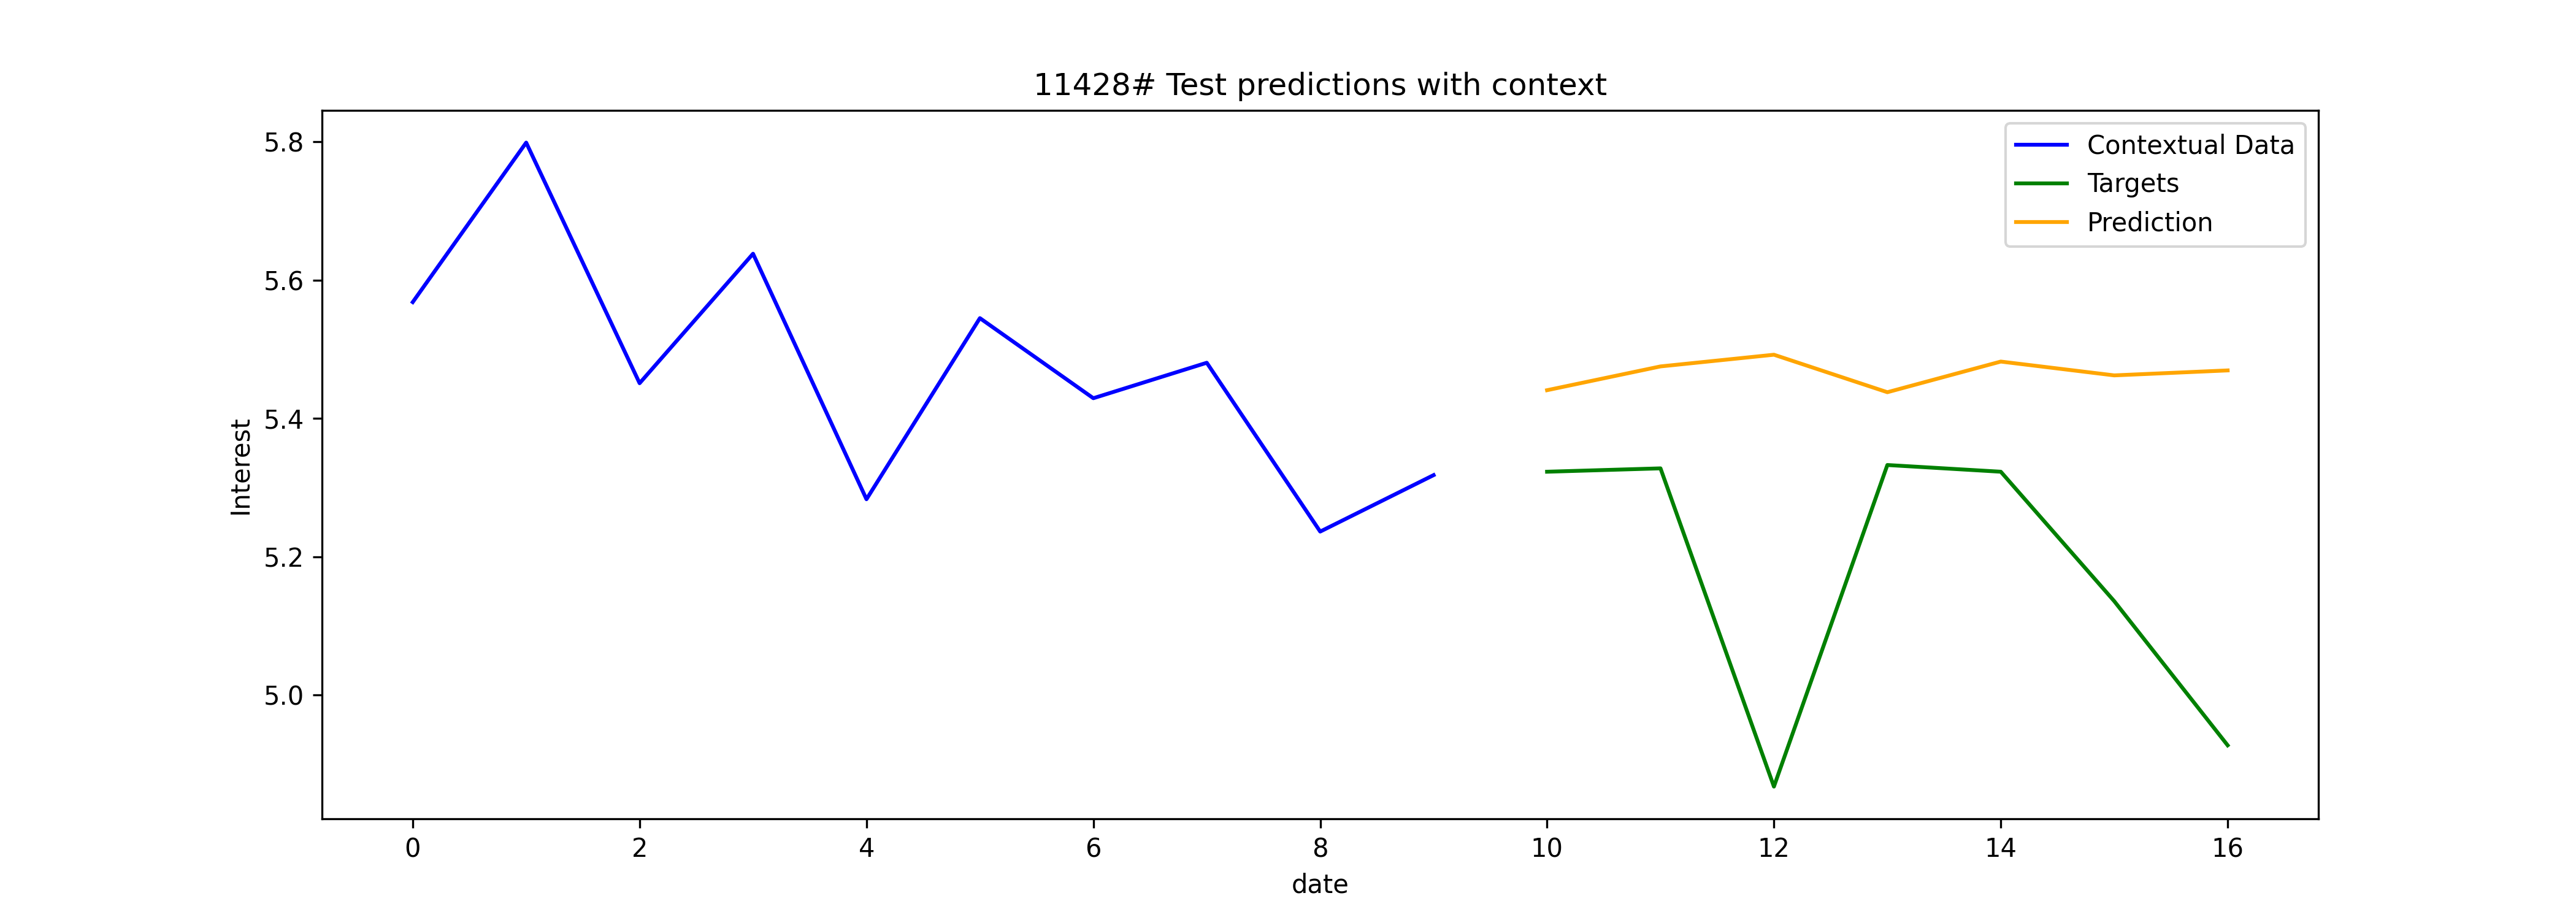 11428# Test predictions with context
Contextual Data
Targets
Prediction
5.8
5.6
5.4
5.2
5.0
Interest
0 2 4 6 8 10 12 14 16
date